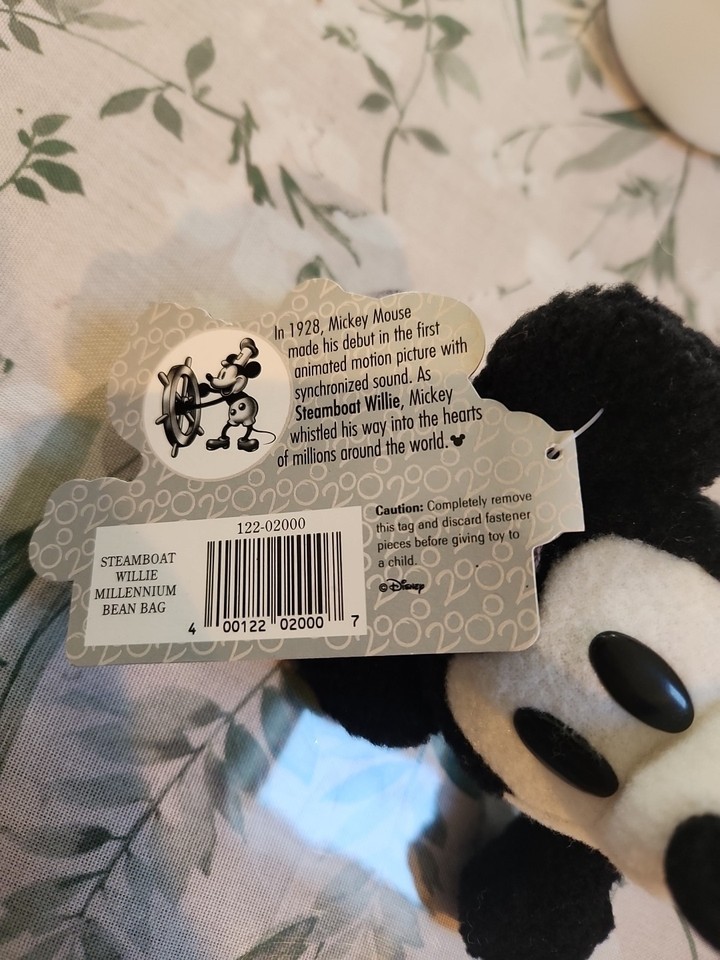 In 1928, Mickey Mouse
made his debut in the first
animated motion picture with
synchronized sound. As
Steamboat Willie, Mickey
whistled his way into the hearts
of millions around the world.
Caution: Completely remove
this tag and discard fastener
pieces before giving toy to
a child.
© Disney
122-02000
STEAMBOAT
WILLIE
MILLENNIUM
BEAN BAG
4 00122 02000 7